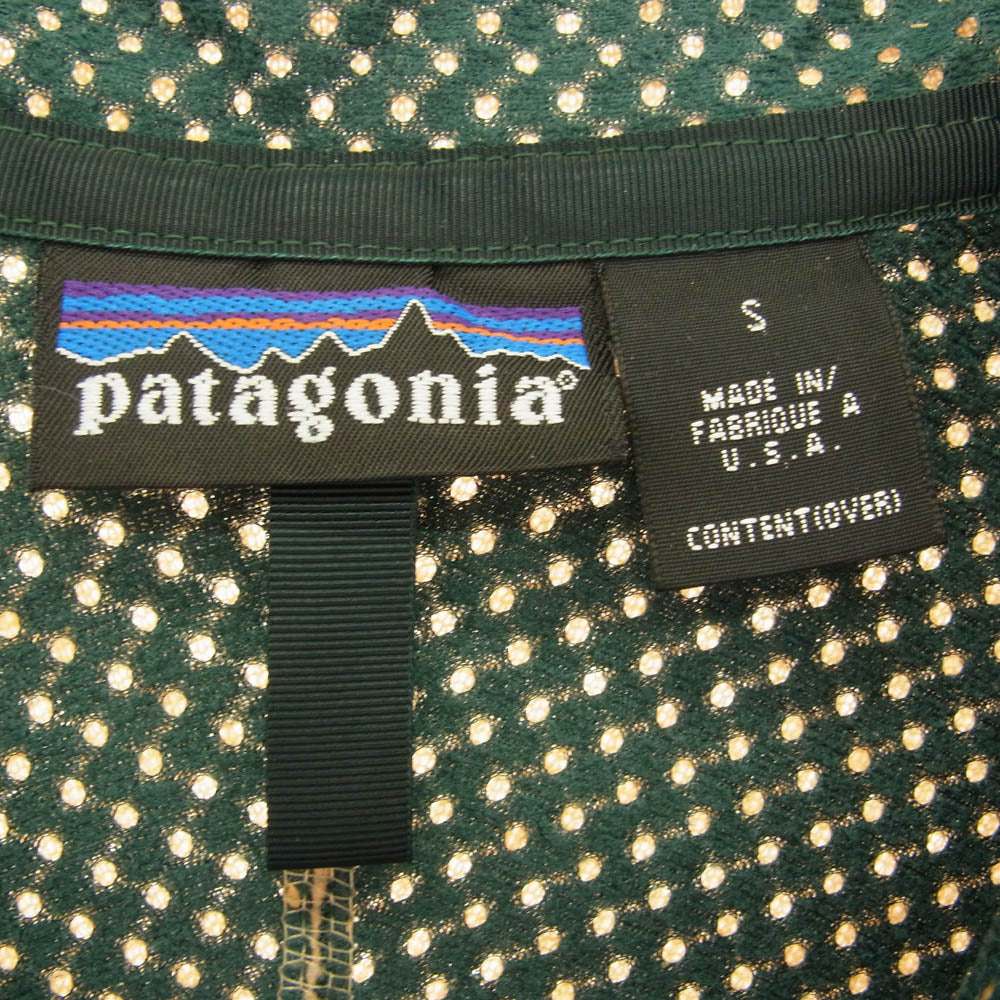 patagonia®
S
MADE IN/
FABRIQUE A
U.S.A.
CONTENT(OVER)